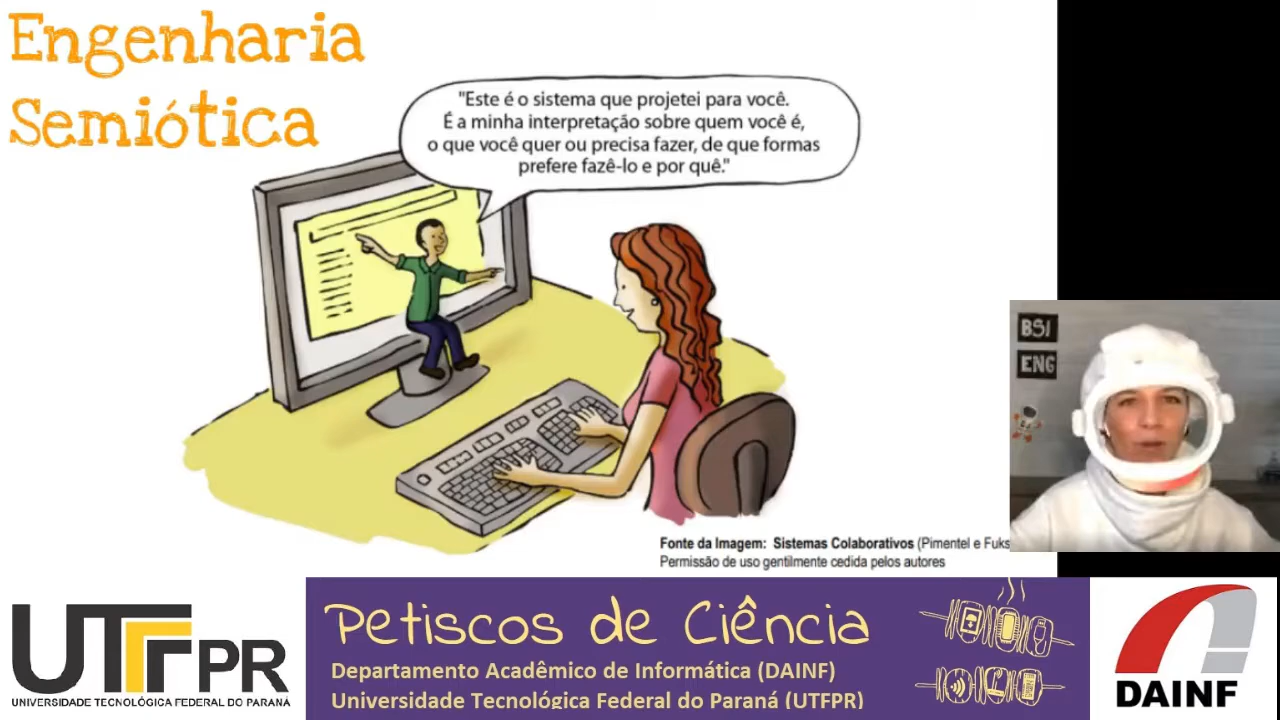 Engenharia
Semiótica
"Este é o sistema que projetei para você.
É a minha interpretação sobre quem você é,
o que você quer ou precisa fazer, de que formas
prefere fazê-lo e por quê."
BSI
ENG
Fonte da Imagem: Sistemas Colaborativos (Pimentel e Fuks
Permissão de uso gentilmente cedida pelos autores
UTFPR
UNIVERSIDADE TECNOLÓGICA FEDERAL DO PARANÁ
Petiscos de Ciência
Departamento Acadêmico de Informática (DAINF)
Universidade Tecnológica Federal do Paraná (UTFPR)
DAINF